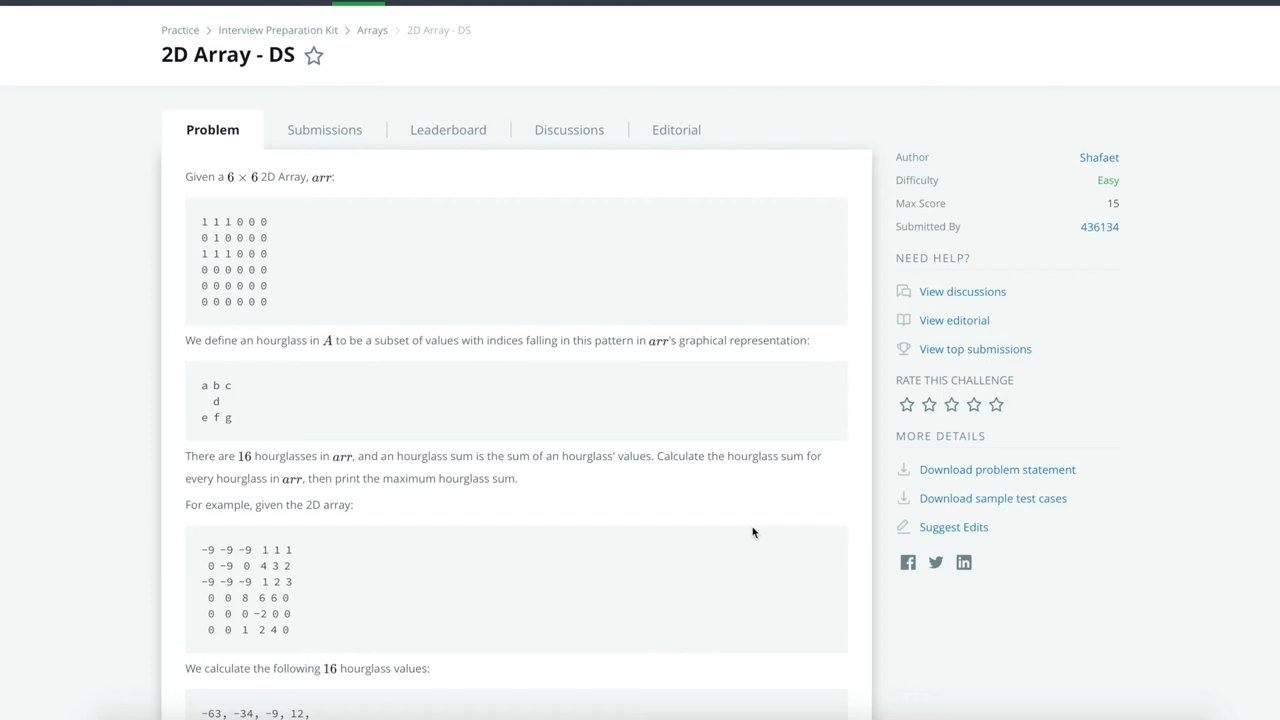 Practice > Interview Preparation Kit > Arrays > 2D Array - DS
2D Array - DS
Problem
Submissions
Leaderboard
Discussions
Editorial
Given a 6 × 6 2D Array, arr:
1 1 1 0 0 0
0 1 0 0 0 0
1 1 1 0 0 0
0 0 0 0 0 0
0 0 0 0 0 0
0 0 0 0 0 0
We define an hourglass in A to be a subset of values with indices falling in this pattern in arr's graphical representation:
a b c
d
e f g
There are 16 hourglasses in arr, and an hourglass sum is the sum of an hourglass' values. Calculate the hourglass sum for
every hourglass in arr, then print the maximum hourglass sum.
For example, given the 2D array:
-9 -9 -9 1 1 1
0 -9 0 4 3 2
-9 -9 -9 1 2 3
0 0 8 6 6 0
0 0 0 -2 0 0
0 0 1 2 4 0
We calculate the following 16 hourglass values:
-63, -34, -9, 12,
Author Shafaet
Difficulty Easy
Max Score 15
Submitted By 436134
NEED HELP?
View discussions
View editorial
View top submissions
RATE THIS CHALLENGE
MORE DETAILS
Download problem statement
Download sample test cases
Suggest Edits